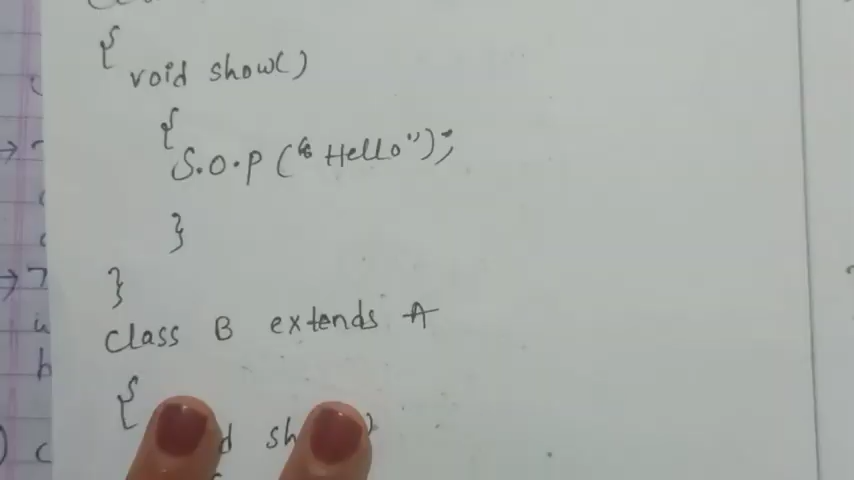 {
void show()
{
S.O.P ("Hello");
}
}
class B extends A
{